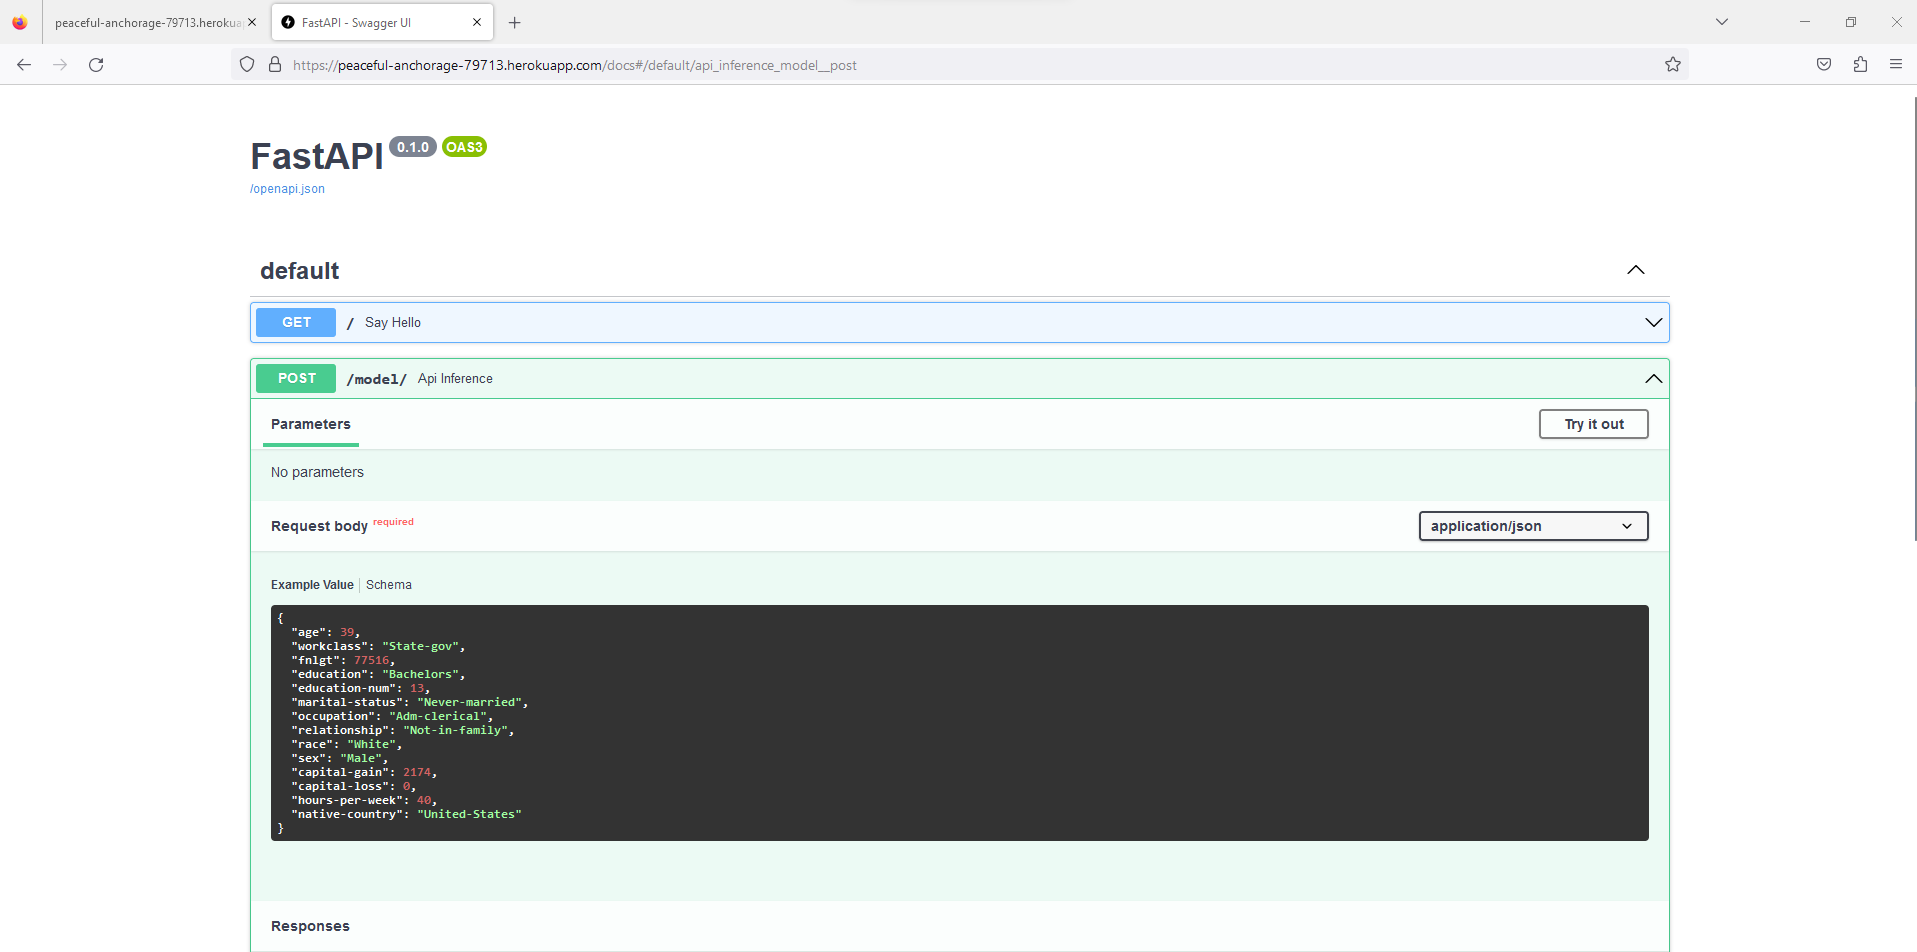 peaceful-anchorage-79713.herokua
FastAPI - Swagger UI
https://peaceful-anchorage-79713.herokuapp.com/docs#/default/api_inference_model__post
FastAPI 0.1.0 OAS3
/openapi.json
default
GET / Say Hello
POST /model/ Api Inference
Parameters
Try it out
No parameters
Request body required
application/json
Example Value Schema
{
"age": 39,
"workclass": "State-gov",
"fnlgt": 77516,
"education": "Bachelors",
"education-num": 13,
"marital-status": "Never-married",
"occupation": "Adm-clerical",
"relationship": "Not-in-family",
"race": "White",
"sex": "Male",
"capital-gain": 2174,
"capital-loss": 0,
"hours-per-week": 40,
"native-country": "United-States"
}
Responses